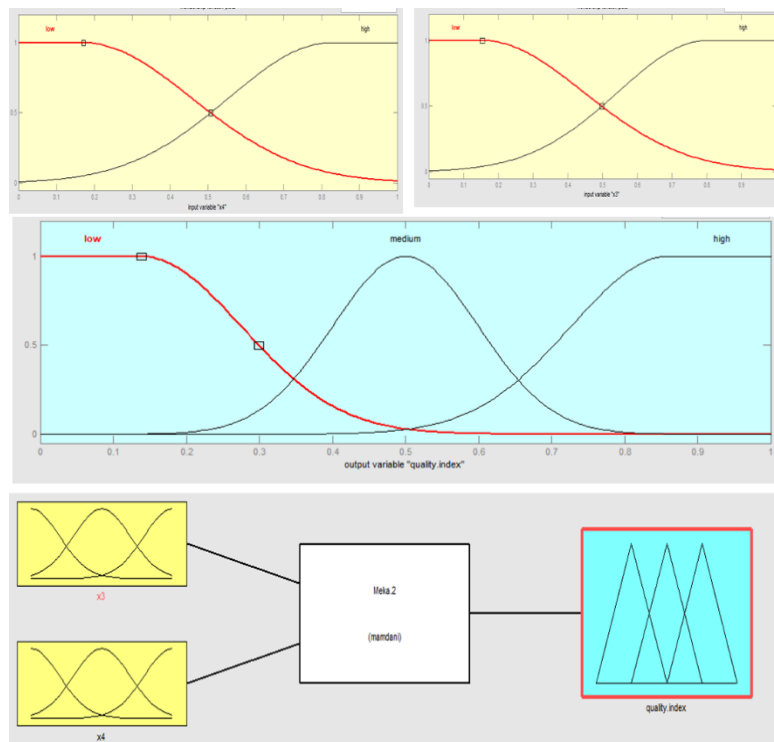 low
high
1
0.5
0
0 0.1 0.2 0.3 0.4 0.5 0.6 0.7 0.8 0.9 1
input variable "x4"
low
high
1
0.5
0
0 0.1 0.2 0.3 0.4 0.5 0.6 0.7 0.8 0.9
input variable "x3"
low medium high
1
0.5
0
0 0.1 0.2 0.3 0.4 0.5 0.6 0.7 0.8 0.9 1
output variable "quality.index"
x3
x4
Meka.2
(mamdani)
quality.index